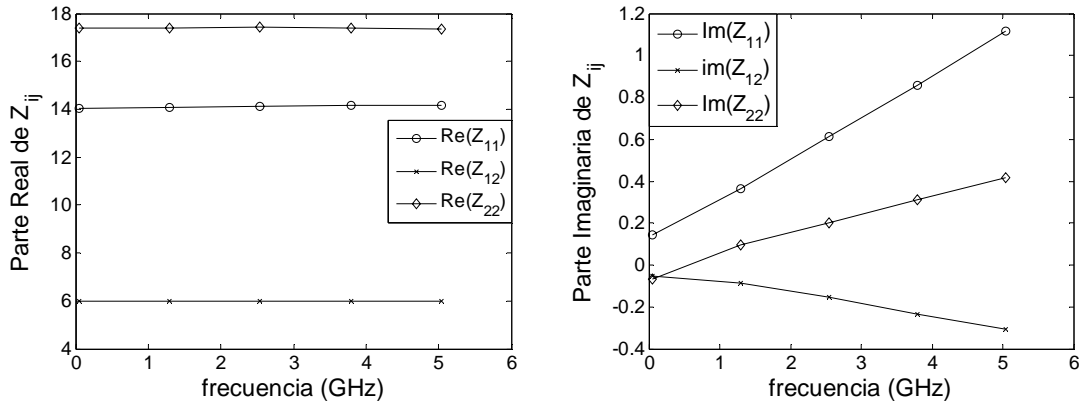 18
16
14
12
10
8
6
4
0 1 2 3 4 5 6
Parte Real de Z_ij
frecuencia (GHz)
Re(Z_11)
Re(Z_12)
Re(Z_22)
1.2
1
0.8
0.6
0.4
0.2
0
-0.2
-0.4
0 1 2 3 4 5 6
Parte Imaginaria de Z_ij
frecuencia (GHz)
Im(Z_11)
im(Z_12)
Im(Z_22)